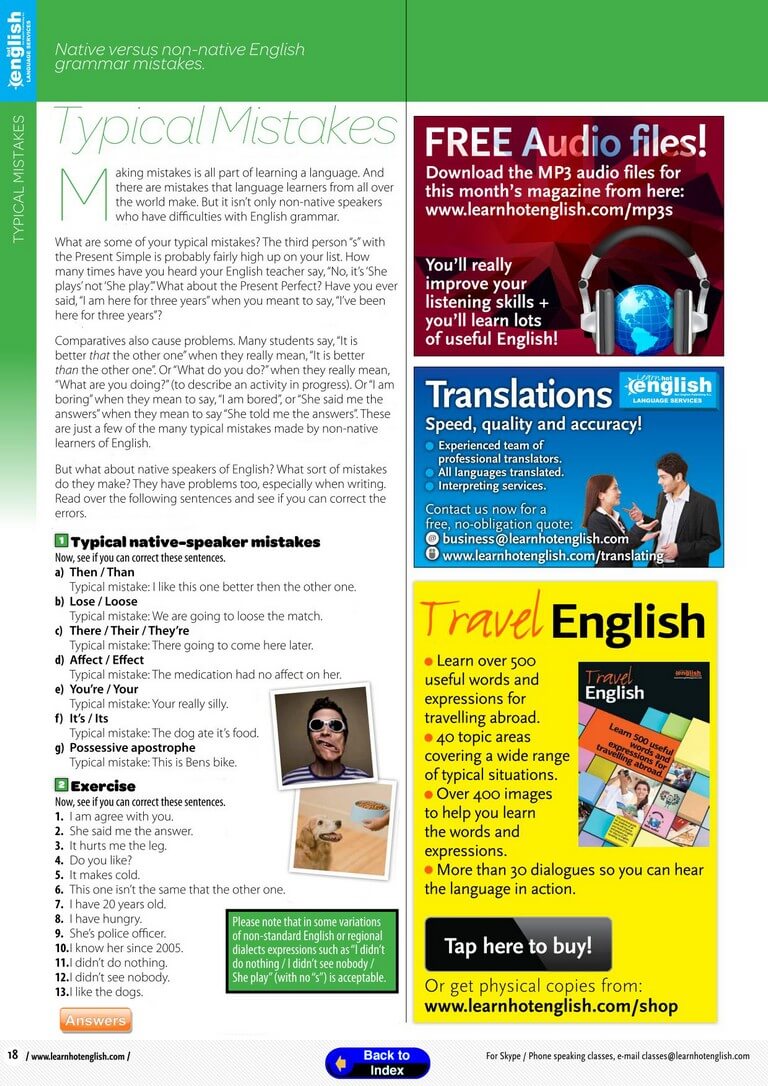 hot
english
LANGUAGE SERVICES
TYPICAL MISTAKES
Native versus non-native English
grammar mistakes.
Typical Mistakes
Making mistakes is all part of learning a language. And
there are mistakes that language learners from all over
the world make. But it isn't only non-native speakers
who have difficulties with English grammar.
What are some of your typical mistakes? The third person "s" with
the Present Simple is probably fairly high up on your list. How
many times have you heard your English teacher say, "No, it's 'She
plays' not 'She play'." What about the Present Perfect? Have you ever
said, "I am here for three years" when you meant to say, "I've been
here for three years"?
Comparatives also cause problems. Many students say, "It is
better that the other one" when they really mean, "It is better
than the other one". Or "What do you do?" when they really mean,
"What are you doing?" (to describe an activity in progress). Or "I am
boring" when they mean to say, "I am bored", or "She said me the
answers" when they mean to say "She told me the answers". These
are just a few of the many typical mistakes made by non-native
learners of English.
But what about native speakers of English? What sort of mistakes
do they make? They have problems too, especially when writing.
Read over the following sentences and see if you can correct the
errors.
1 Typical native-speaker mistakes
Now, see if you can correct these sentences.
a) Then / Than
Typical mistake: I like this one better then the other one.
b) Lose / Loose
Typical mistake: We are going to loose the match.
c) There / Their / They're
Typical mistake: There going to come here later.
d) Affect / Effect
Typical mistake: The medication had no affect on her.
e) You're / Your
Typical mistake: Your really silly.
f) It's / Its
Typical mistake: The dog ate it's food.
g) Possessive apostrophe
Typical mistake: This is Bens bike.
2 Exercise
Now, see if you can correct these sentences.
1. I am agree with you.
2. She said me the answer.
3. It hurts me the leg.
4. Do you like?
5. It makes cold.
6. This one isn't the same that the other one.
7. I have 20 years old.
8. I have hungry.
9. She's police officer.
10. I know her since 2005.
11. I didn't do nothing.
12. I didn't see nobody.
13. I like the dogs.
Please note that in some variations
of non-standard English or regional
dialects expressions such as "I didn't
do nothing / I didn't see nobody /
She play" (with no "s") is acceptable.
Answers
FREE Audio files!
Download the MP3 audio files for
this month's magazine from here:
www.learnhotenglish.com/mp3s
You'll really
improve your
listening skills +
you'll learn lots
of useful English!
Translations
Learn hot
english
LANGUAGE SERVICES
Speed, quality and accuracy!
Experienced team of
professional translators.
All languages translated.
Interpreting services.
Contact us now for a
free, no-obligation quote:
@ business@learnhotenglish.com
www.learnhotenglish.com/translating
Travel English
• Learn over 500
useful words and
expressions for
travelling abroad.
• 40 topic areas
covering a wide range
of typical situations.
• Over 400 images
to help you learn
the words and
expressions.
• More than 30 dialogues so you can hear
the language in action.
Travel
English
english
Learn 500 useful
words and
expressions for
travelling abroad.
Tap here to buy!
Or get physical copies from:
www.learnhotenglish.com/shop
18 / www.learnhotenglish.com /
Back to
Index
For Skype / Phone speaking classes, e-mail classes@learnhotenglish.com